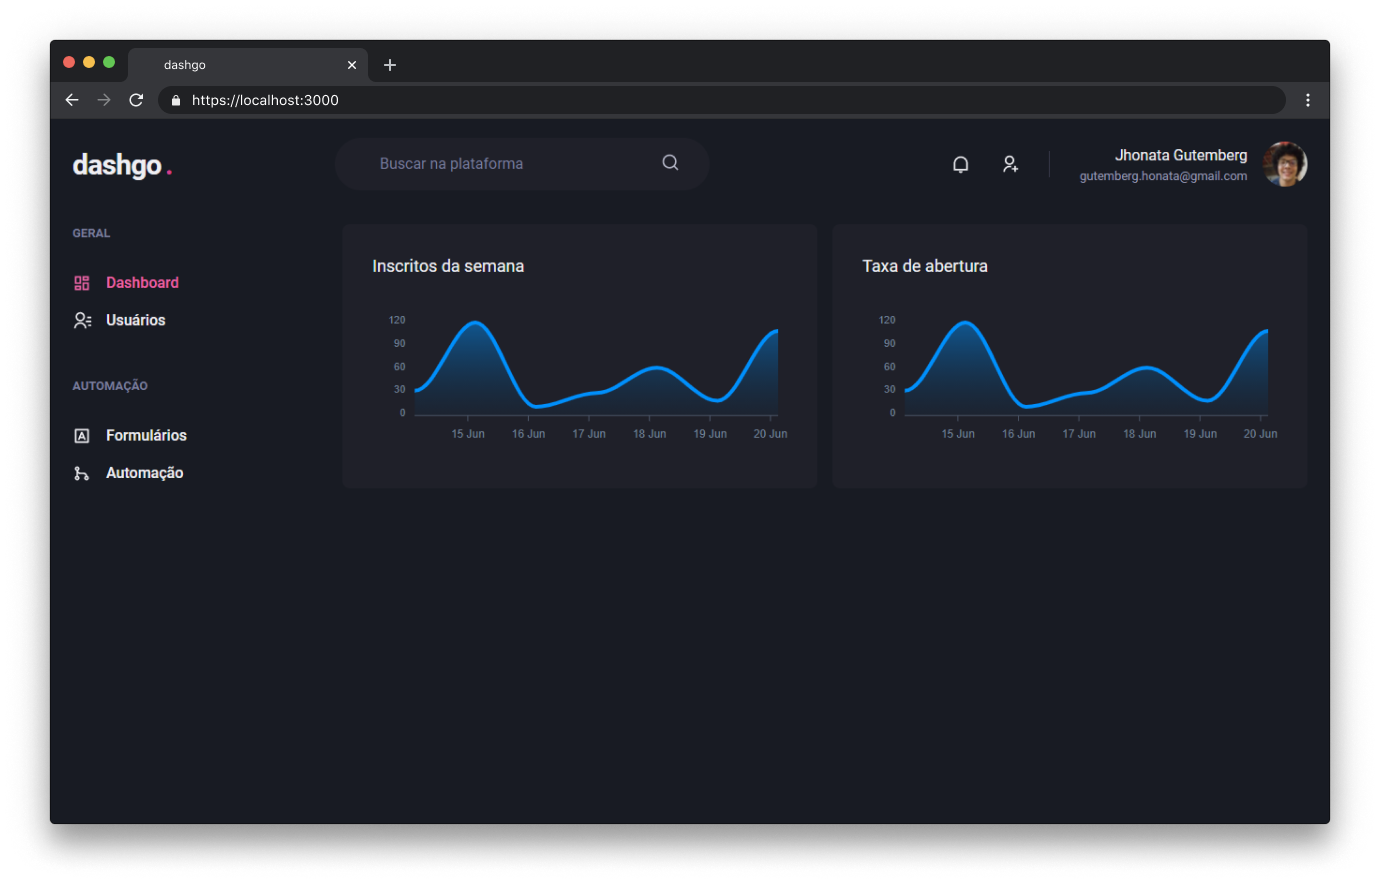 dashgo
https://localhost:3000
dashgo.
Buscar na plataforma
Jhonata Gutemberg
gutemberg.honata@gmail.com
GERAL
Dashboard
Usuários
AUTOMAÇÃO
Formulários
Automação
Inscritos da semana
120
90
60
30
0
15 Jun 16 Jun 17 Jun 18 Jun 19 Jun 20 Jun
Taxa de abertura
120
90
60
30
0
15 Jun 16 Jun 17 Jun 18 Jun 19 Jun 20 Jun